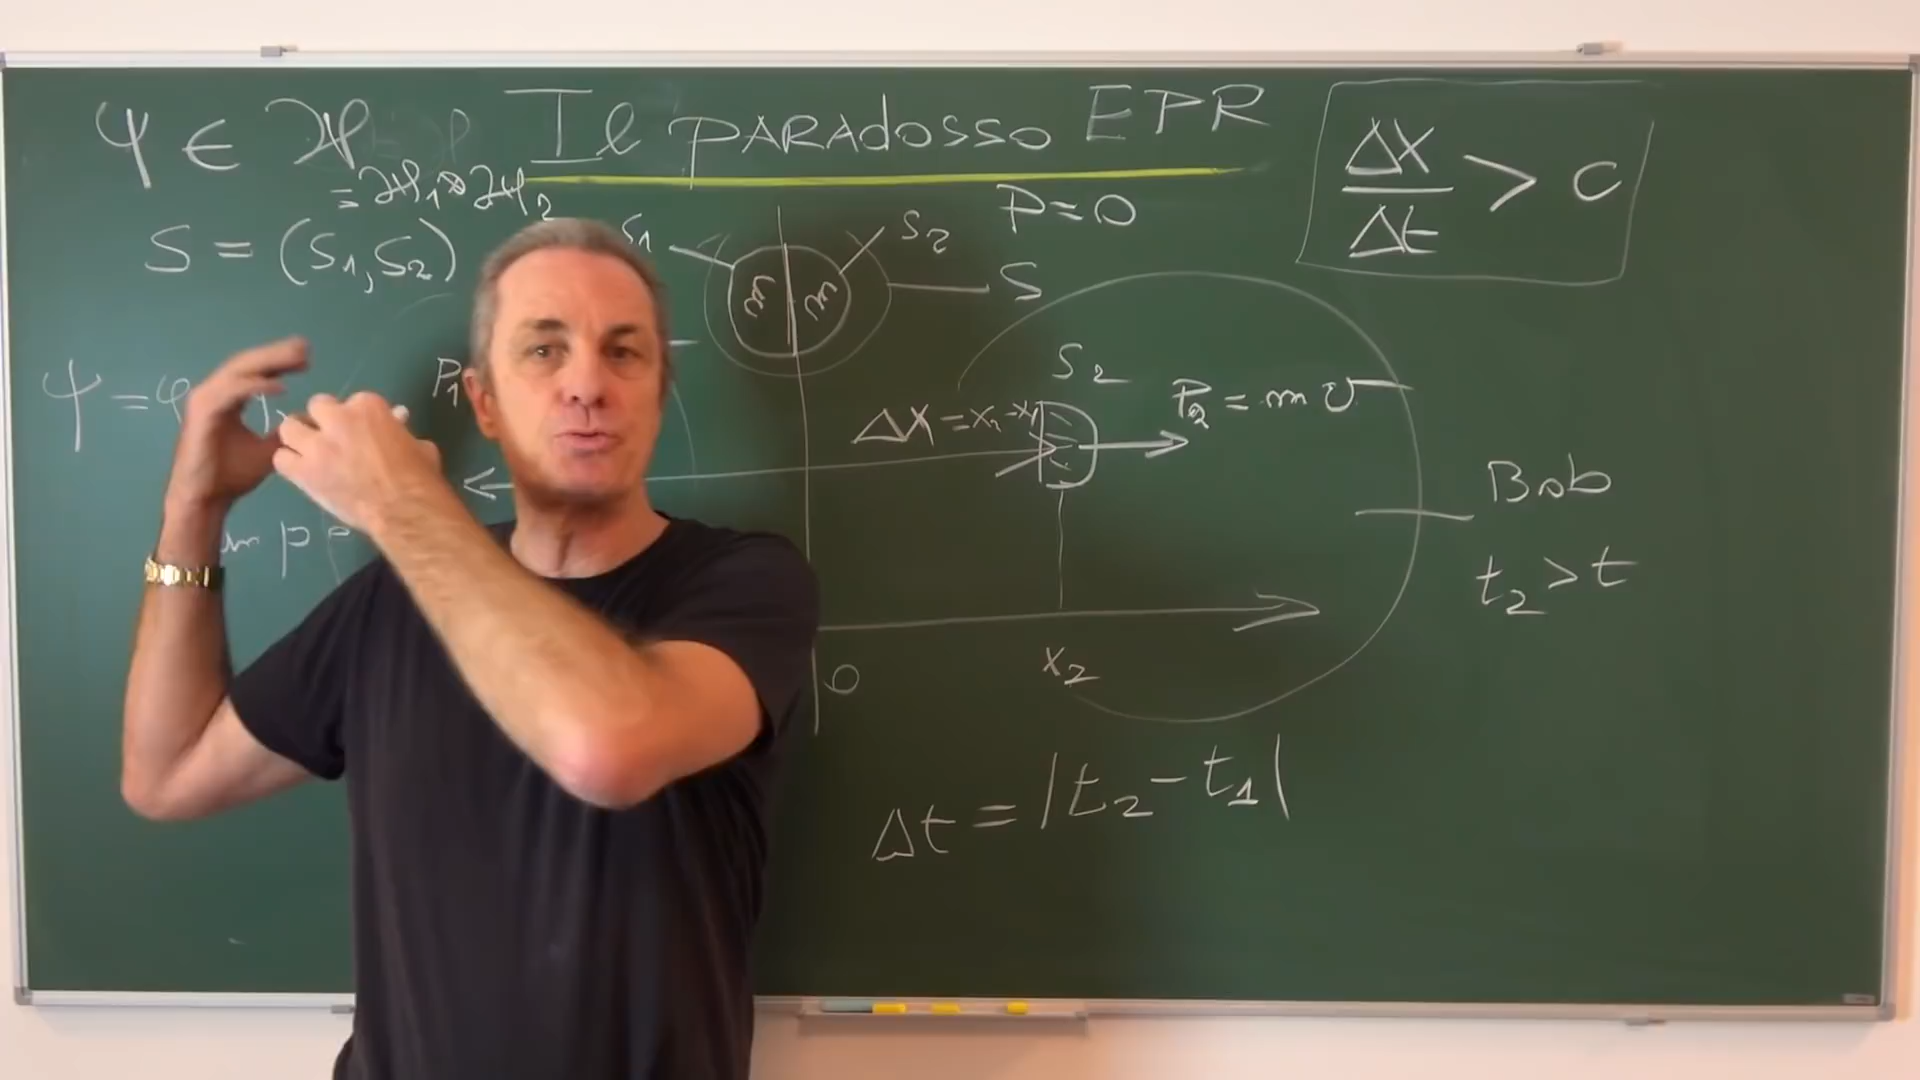 ψ ∈ ℋ Il PARADOSSO EPR
= ℋ1 ⊗ ℋ2
P=0
Δx/Δt > c
S = (S1, S2)
S1
S2
S
m m
ψ = φ
P1
S2
Δx = x2 - x1
P2 = m v
Bob
t2 > t
0
x2
Δt = |t2 - t1|